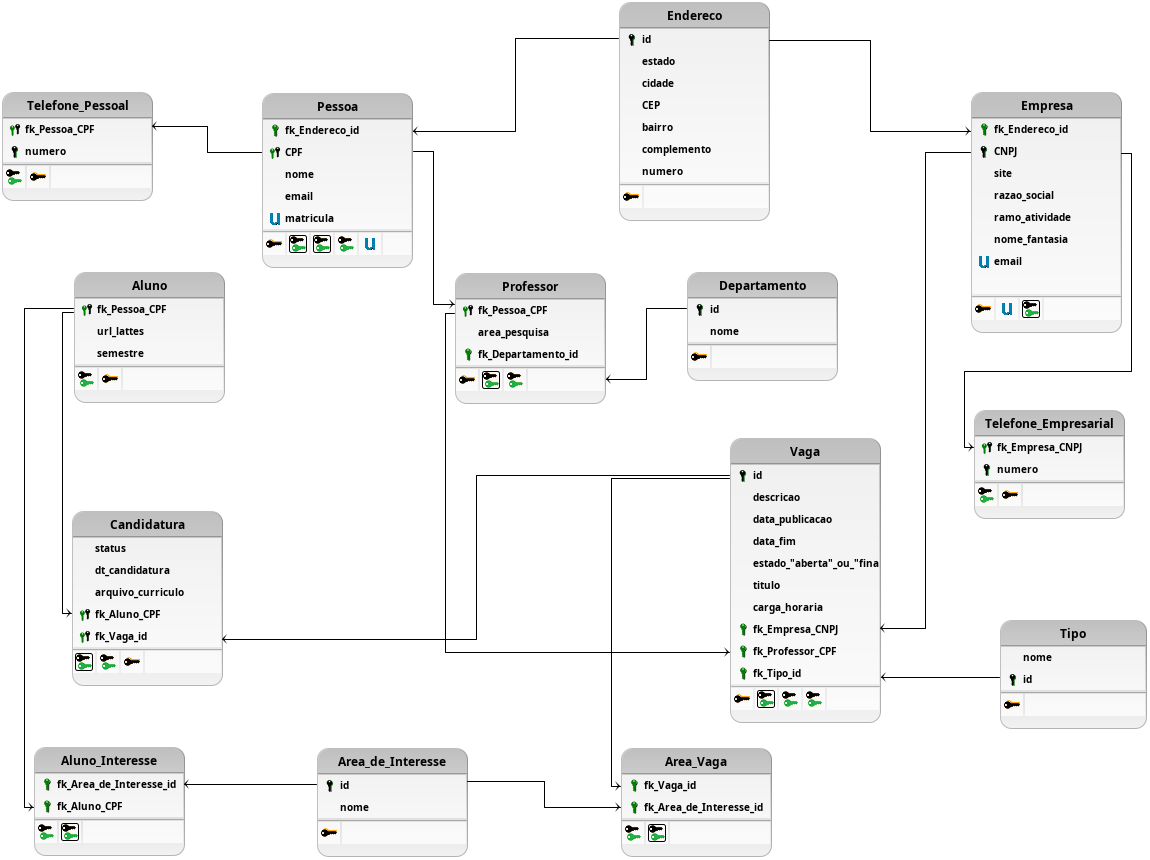 Endereco
id
estado
cidade
CEP
bairro
complemento
numero
Telefone_Pessoal
fk_Pessoa_CPF
numero
Pessoa
fk_Endereco_id
CPF
nome
email
U matricula
U
Empresa
fk_Endereco_id
CNPJ
site
razao_social
ramo_atividade
nome_fantasia
U email
U
Aluno
fk_Pessoa_CPF
url_lattes
semestre
Professor
fk_Pessoa_CPF
area_pesquisa
fk_Departamento_id
Departamento
id
nome
Telefone_Empresarial
fk_Empresa_CNPJ
numero
Vaga
id
descricao
data_publicacao
data_fim
estado_"aberta"_ou_"fina
titulo
carga_horaria
fk_Empresa_CNPJ
fk_Professor_CPF
fk_Tipo_id
Candidatura
status
dt_candidatura
arquivo_curriculo
fk_Aluno_CPF
fk_Vaga_id
Tipo
nome
id
Aluno_Interesse
fk_Area_de_Interesse_id
fk_Aluno_CPF
Area_de_Interesse
id
nome
Area_Vaga
fk_Vaga_id
fk_Area_de_Interesse_id